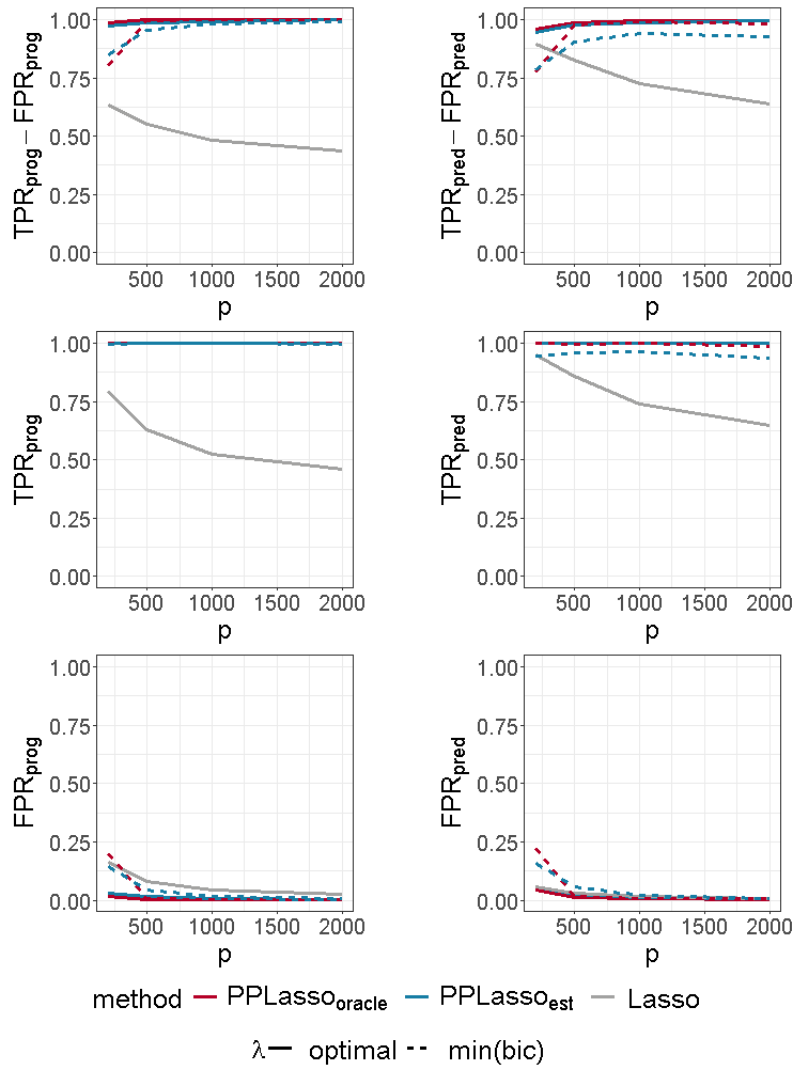 TPRprog − FPRprog
1.00
0.75
0.50
0.25
0.00
500 1000 1500 2000
p
TPRpred − FPRpred
1.00
0.75
0.50
0.25
0.00
500 1000 1500 2000
p
TPRprog
1.00
0.75
0.50
0.25
0.00
500 1000 1500 2000
p
TPRpred
1.00
0.75
0.50
0.25
0.00
500 1000 1500 2000
p
FPRprog
1.00
0.75
0.50
0.25
0.00
500 1000 1500 2000
p
FPRpred
1.00
0.75
0.50
0.25
0.00
500 1000 1500 2000
p
method PPLassooracle PPLassoest Lasso
λ optimal min(bic)